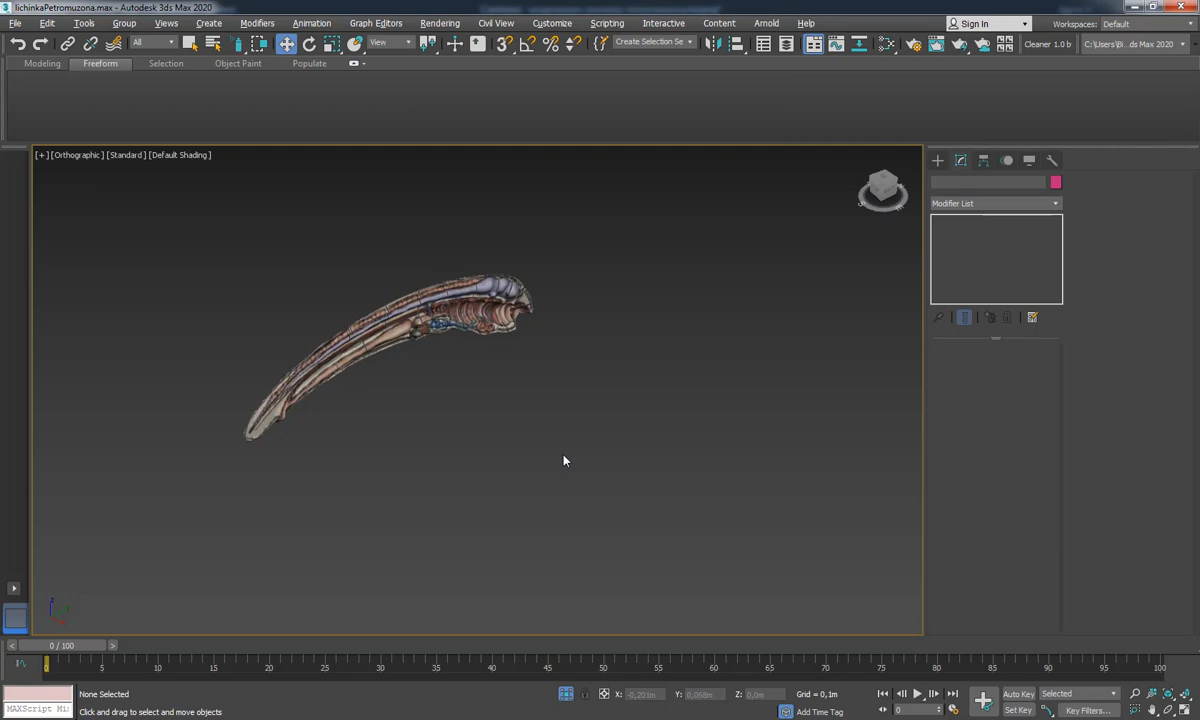 lichinkaPetromuzona.max - Autodesk 3ds Max 2020
File Edit Tools Group Views Create Modifiers Animation Graph Editors Rendering Civil View Customize Scripting Interactive Content Arnold Help Sign In Workspaces: Default
All View Create Selection Se Cleaner 1.0 b C:\Users\B...ds Max 2020
Modeling Freeform Selection Object Paint Populate
[+] [Orthographic] [Standard] [Default Shading]
Modifier List
0 / 100
0 5 10 15 20 25 30 35 40 45 50 55 60 65 70 75 80 85 90 95 100
None Selected X: -0,201m Y: 0,068m Z: 0,0m Grid = 0,1m Auto Key Selected
MAXScript Mi Click and drag to select and move objects Add Time Tag 0 Set Key Key Filters...